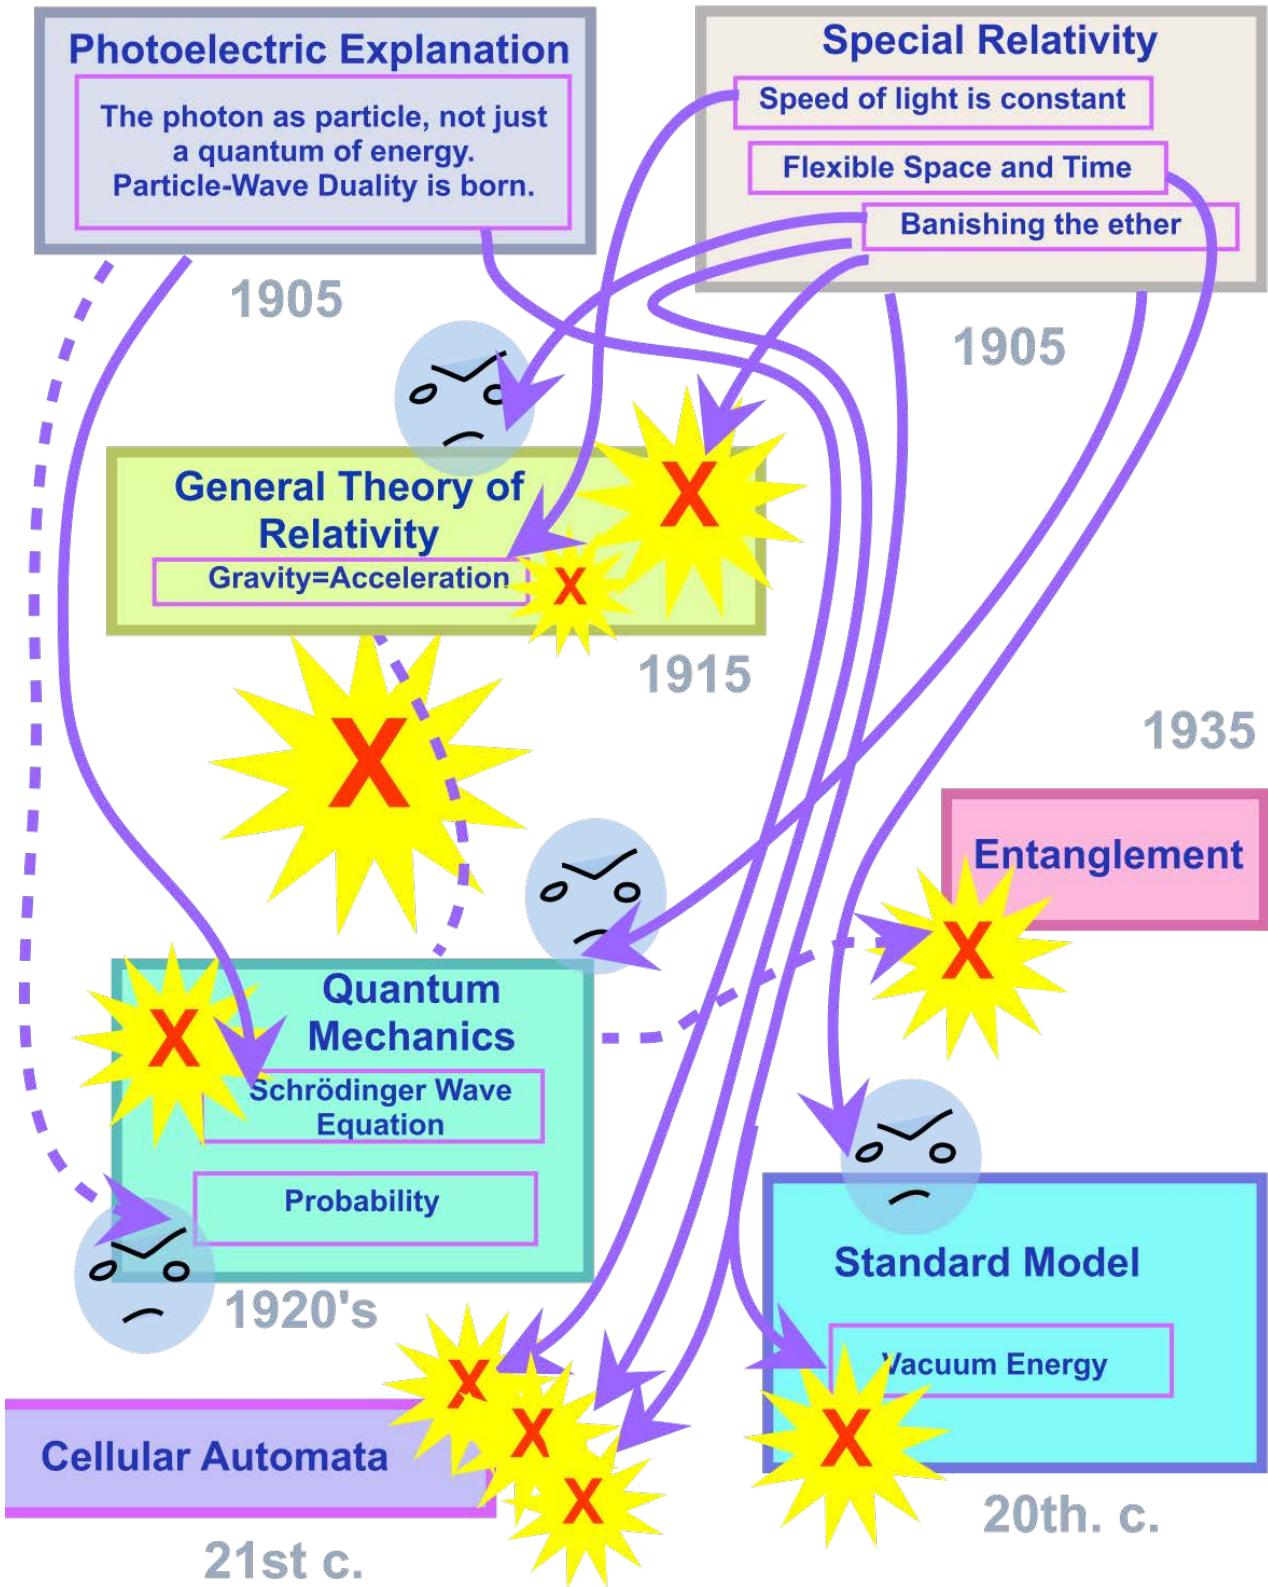 Photoelectric Explanation
The photon as particle, not just
a quantum of energy.
Particle-Wave Duality is born.
1905
Special Relativity
Speed of light is constant
Flexible Space and Time
Banishing the ether
1905
General Theory of
Relativity
Gravity=Acceleration
X
X
1915
X
1935
Entanglement
X
Quantum
Mechanics
X
Schrödinger Wave
Equation
Probability
1920's
Standard Model
Vacuum Energy
X
20th. c.
Cellular Automata
X
X
X
21st c.